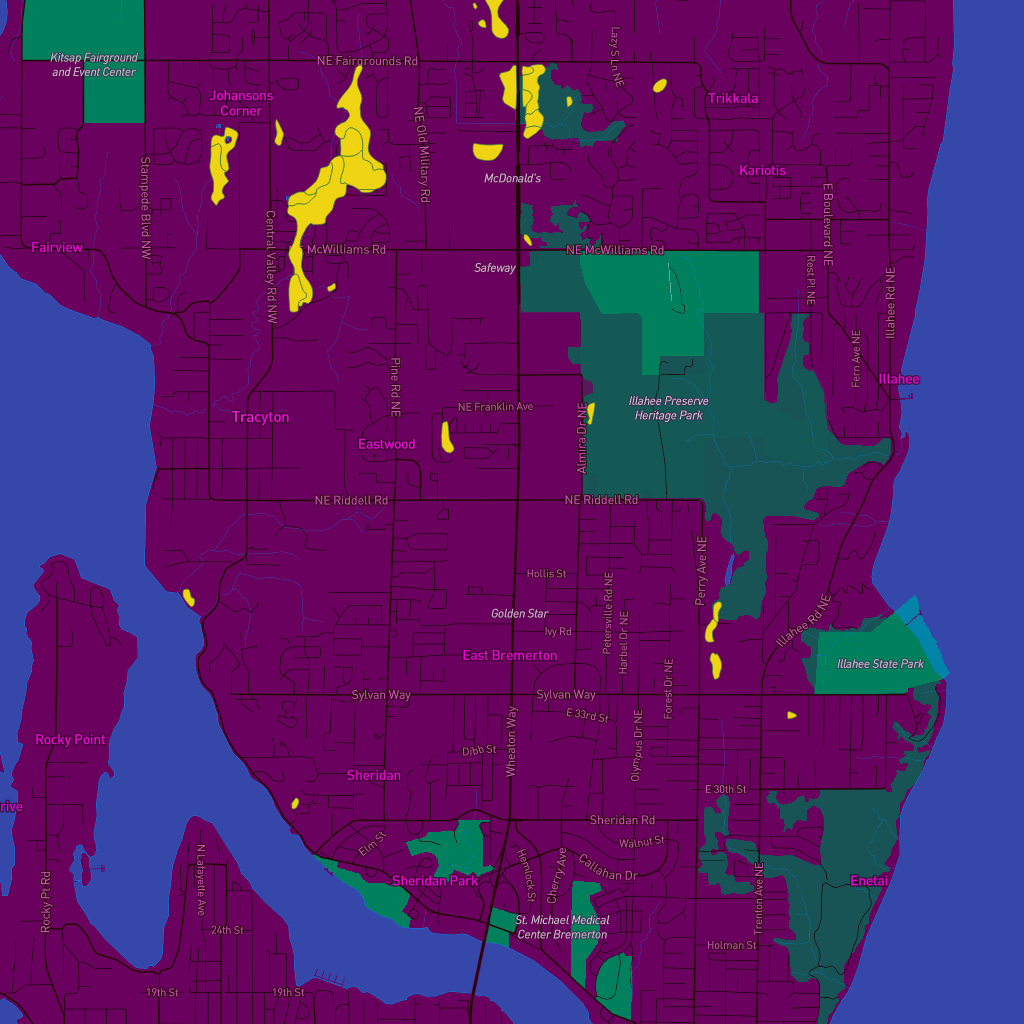 Lazy S Ln NE
Kitsap Fairground
and Event Center
NE Fairgrounds Rd
Johansons
Corner
Trikkala
NE Old Military Rd
Stampede Blvg NW
McDonald's
Kariotis
E Boulevard NE
Central Valley Rd NW
Fairview
McWilliams Rd
NE McWilliams Rd
Safeway
Rest Pl NE
Illahee Rd NE
Fern Ave NE
Illahee
Pine Rd NE
NE Franklin Ave
Illahee Preserve
Heritage Park
Tracyton
Eastwood
Almira Dr NE
NE Riddell Rd
NE Riddell Rd
Perry Ave NE
Hollis St
Petersville Rd NE
Golden Star
Harbel Dr NE
Illahee Rd NE
Ivy Rd
East Bremerton
Illahee State Park
Forest Dr NE
Sylvan Way
Sylvan Way
E 33rd St
Rocky Point
Wheaton Way
Dibb St
Olympus Dr NE
Sheridan
E 30th St
rive
Sheridan Rd
Elm St
Walnut St
N Lafayette Ave
Hemlock St
Cherry Ave
Callahan Dr
Sheridan Park
Enetai
Trenton Ave NE
Rocky Pt Rd
St. Michael Medical
Center Bremerton
24th St
Holman St
19th St
19th St